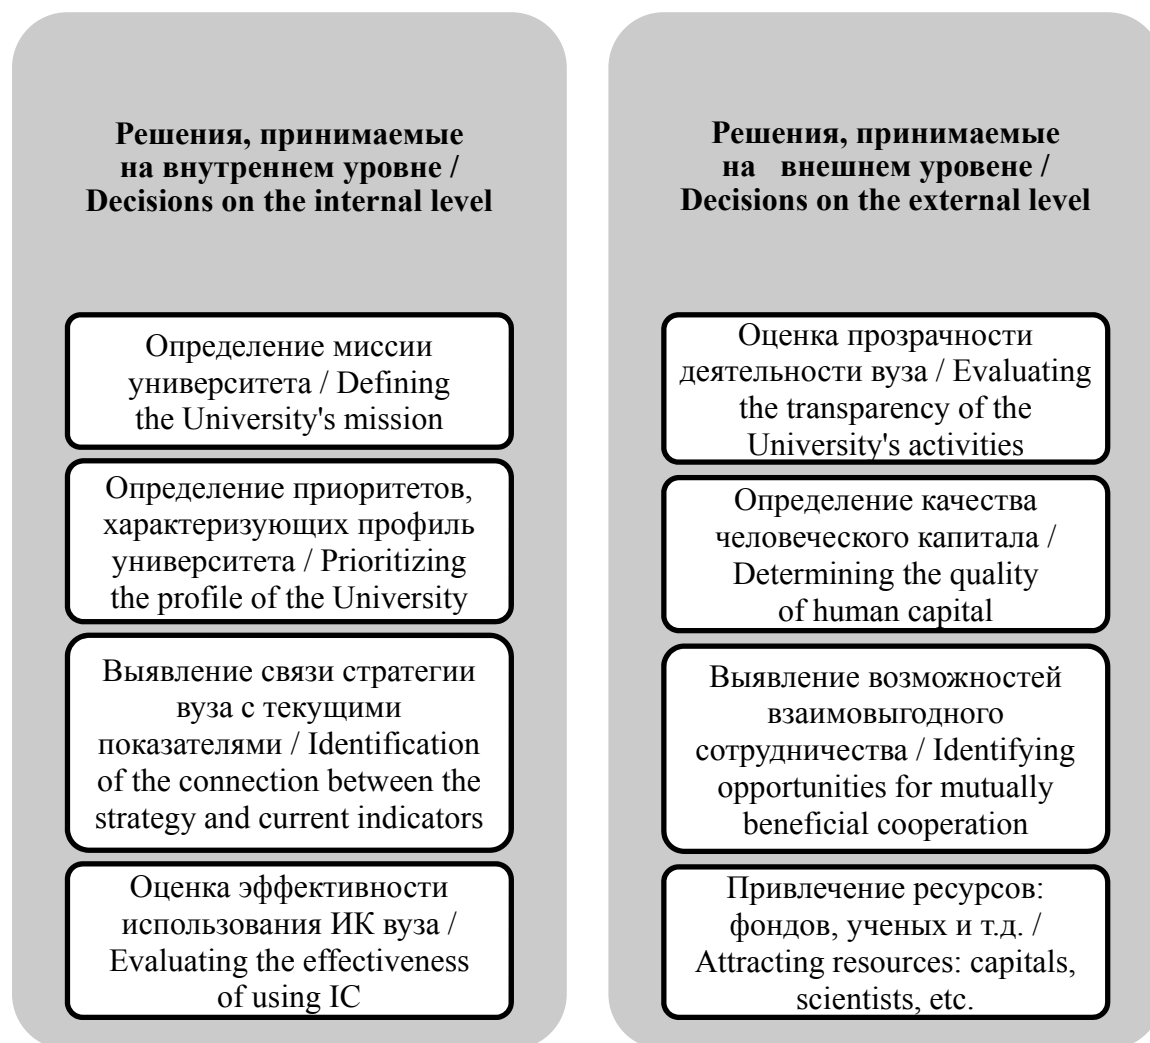 Решения, принимаемые
на внутреннем уровне /
Decisions on the internal level
Определение миссии
университета / Defining
the University's mission
Определение приоритетов,
характеризующих профиль
университета / Prioritizing
the profile of the University
Выявление связи стратегии
вуза с текущими
показателями / Identification
of the connection between the
strategy and current indicators
Оценка эффективности
использования ИК вуза /
Evaluating the effectiveness
of using IC
Решения, принимаемые
на внешнем уровене /
Decisions on the external level
Оценка прозрачности
деятельности вуза / Evaluating
the transparency of the
University's activities
Определение качества
человеческого капитала /
Determining the quality
of human capital
Выявление возможностей
взаимовыгодного
сотрудничества / Identifying
opportunities for mutually
beneficial cooperation
Привлечение ресурсов:
фондов, ученых и т.д. /
Attracting resources: capitals,
scientists, etc.